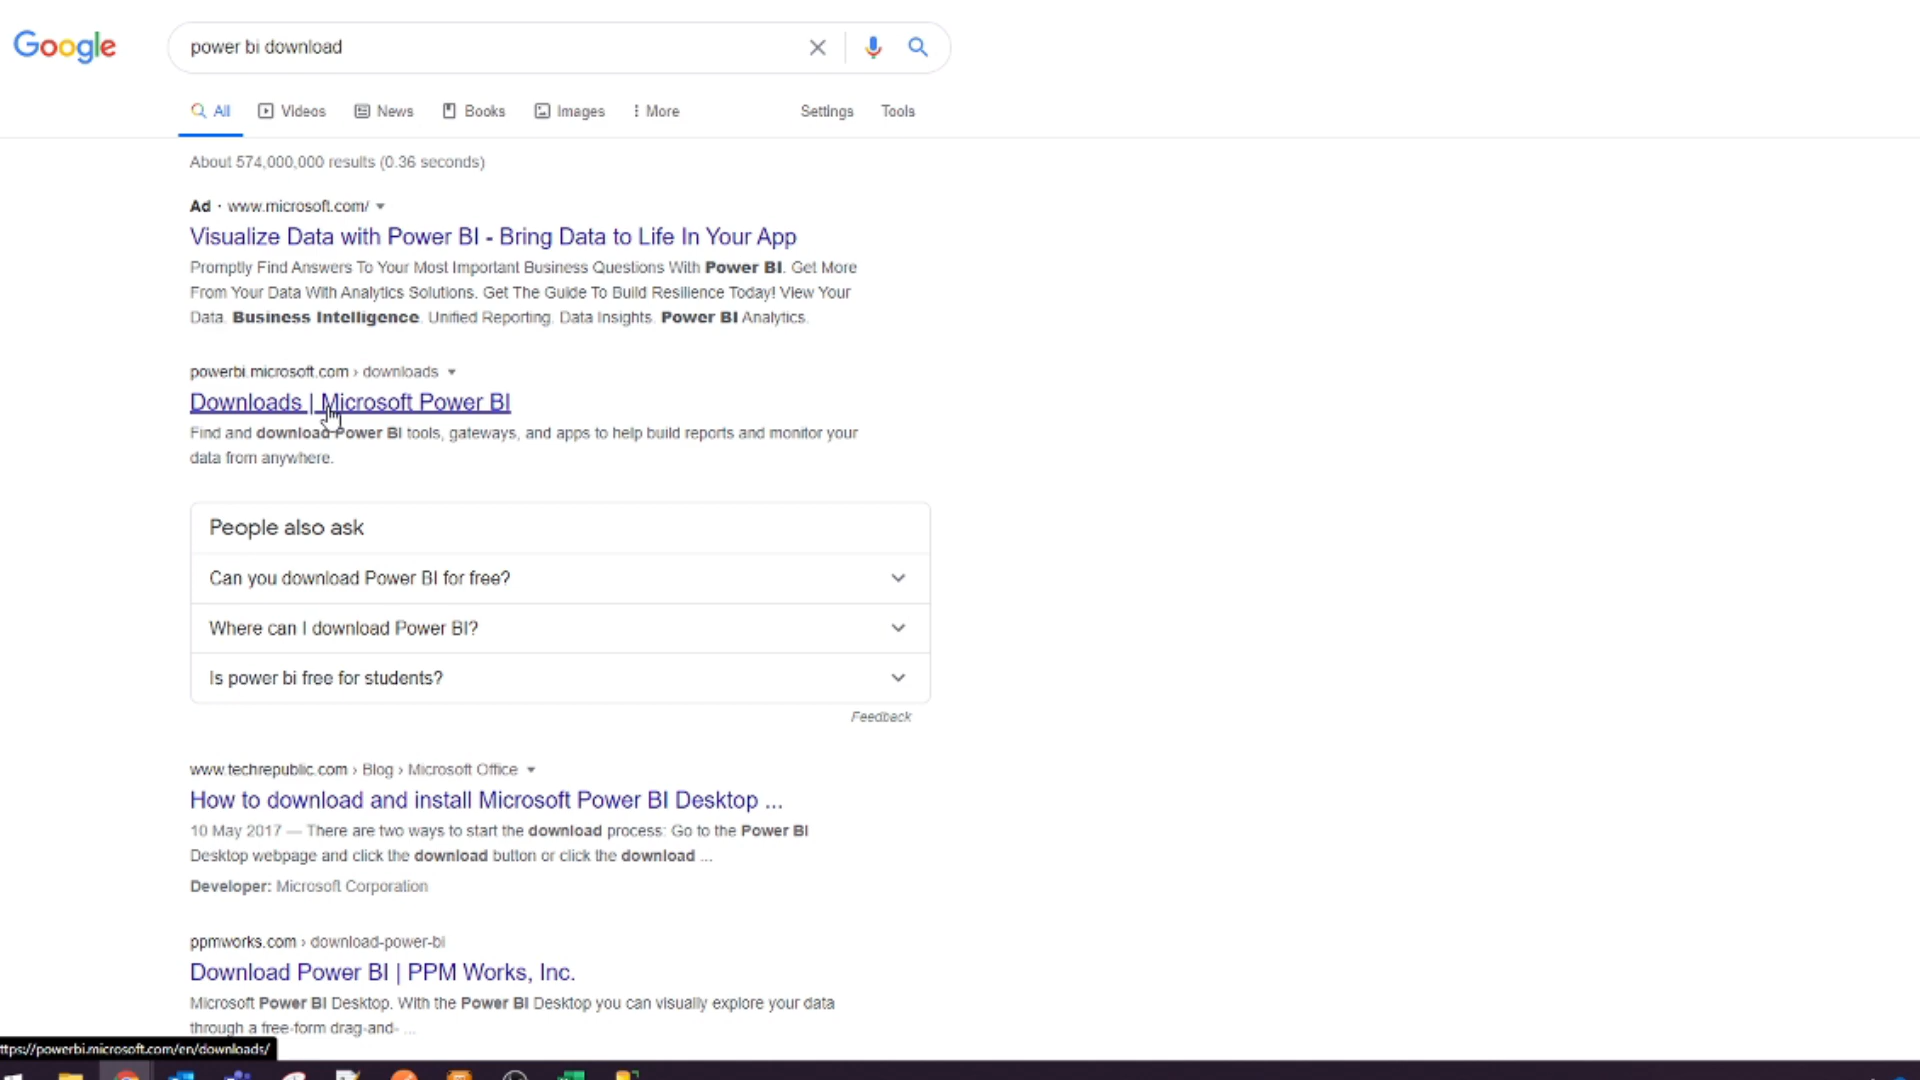 Google
power bi download
All
Videos
News
Books
Images
More
Settings
Tools
About 574,000,000 results (0.36 seconds)
Ad · www.microsoft.com/
Visualize Data with Power BI - Bring Data to Life In Your App
Promptly Find Answers To Your Most Important Business Questions With Power BI. Get More
From Your Data With Analytics Solutions. Get The Guide To Build Resilience Today! View Your
Data. Business Intelligence. Unified Reporting. Data Insights. Power BI Analytics.
powerbi.microsoft.com › downloads
Downloads | Microsoft Power BI
Find and download Power BI tools, gateways, and apps to help build reports and monitor your
data from anywhere.
People also ask
Can you download Power BI for free?
Where can I download Power BI?
Is power bi free for students?
Feedback
www.techrepublic.com › Blog › Microsoft Office
How to download and install Microsoft Power BI Desktop ...
10 May 2017 — There are two ways to start the download process: Go to the Power BI
Desktop webpage and click the download button or click the download ...
Developer: Microsoft Corporation
ppmworks.com › download-power-bi
Download Power BI | PPM Works, Inc.
Microsoft Power BI Desktop. With the Power BI Desktop you can visually explore your data
through a free-form drag-and- ...
ttps://powerbi.microsoft.com/en/downloads/